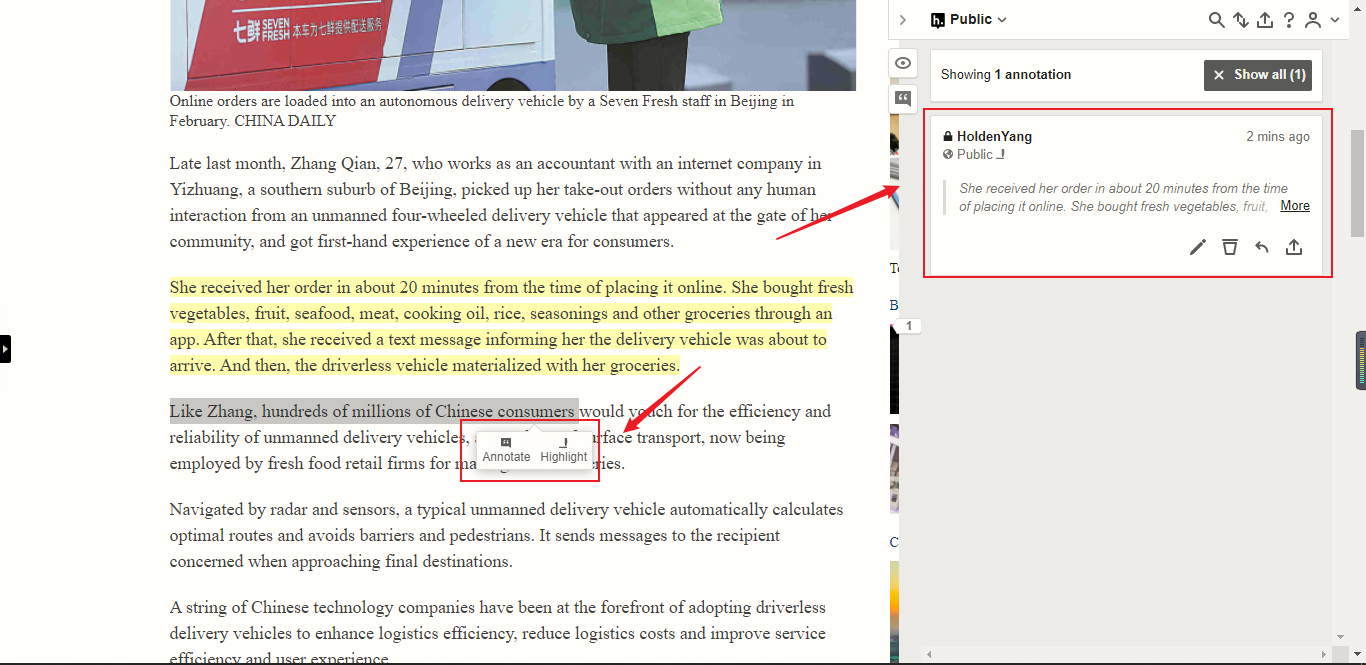 七鲜 SEVEN FRESH 本车为七鲜提供配送服务
Online orders are loaded into an autonomous delivery vehicle by a Seven Fresh staff in Beijing in
February. CHINA DAILY
Late last month, Zhang Qian, 27, who works as an accountant with an internet company in
Yizhuang, a southern suburb of Beijing, picked up her take-out orders without any human
interaction from an unmanned four-wheeled delivery vehicle that appeared at the gate of her
community, and got first-hand experience of a new era for consumers.
She received her order in about 20 minutes from the time of placing it online. She bought fresh
vegetables, fruit, seafood, meat, cooking oil, rice, seasonings and other groceries through an
app. After that, she received a text message informing her the delivery vehicle was about to
arrive. And then, the driverless vehicle materialized with her groceries.
Like Zhang, hundreds of millions of Chinese consumers would vouch for the efficiency and
reliability of unmanned delivery vehicles, surface transport, now being
employed by fresh food retail firms for
Annotate Highlight
Navigated by radar and sensors, a typical unmanned delivery vehicle automatically calculates
optimal routes and avoids barriers and pedestrians. It sends messages to the recipient
concerned when approaching final destinations.
A string of Chinese technology companies have been at the forefront of adopting driverless
delivery vehicles to enhance logistics efficiency, reduce logistics costs and improve service
efficiency and user experience
B
C
1
h. Public
Showing 1 annotation
Show all (1)
HoldenYang
2 mins ago
Public
She received her order in about 20 minutes from the time
of placing it online. She bought fresh vegetables, fruit,
More